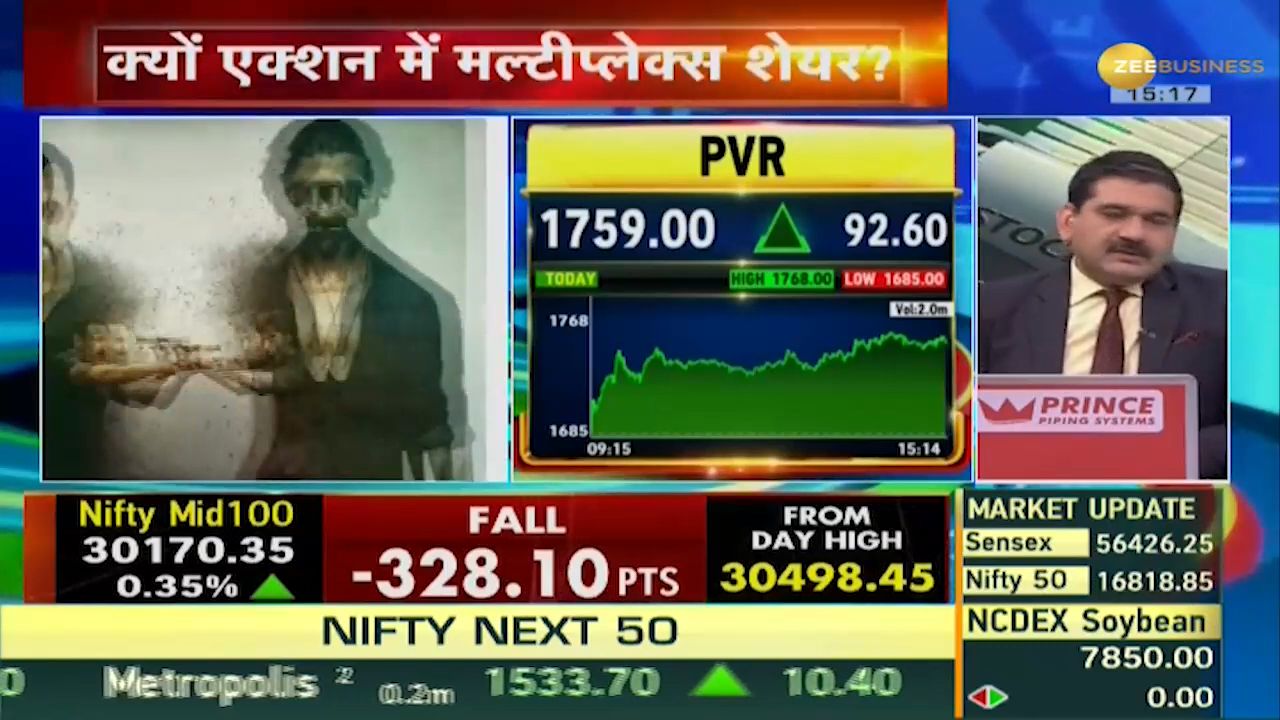 क्यों एक्शन में मल्टीप्लेक्स शेयर?
ZEEBUSINESS
15:17
PVR
1759.00 92.60
TODAY HIGH 1768.00 LOW 1685.00
Vol:2.0m
1768
1685
09:15 15:14
STOC
PRINCE
PIPING SYSTEMS
Nifty Mid100
30170.35
0.35%
FALL
-328.10 PTS
FROM
DAY HIGH
30498.45
MARKET UPDATE
Sensex 56426.25
Nifty 50 16818.85
NCDEX Soybean
7850.00
0.00
NIFTY NEXT 50
0 Metropolis 2 0.2m 1533.70 10.40